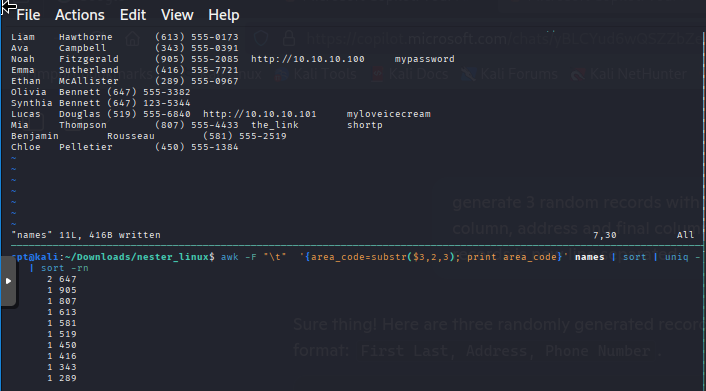 File Actions Edit View Help
Liam Hawthorne (613) 555-0173
Ava Campbell (343) 555-0391
Noah Fitzgerald (905) 555-2085 http://10.10.10.100 mypassword
Emma Sutherland (416) 555-7721
Ethan McAllister (289) 555-0967
Olivia Bennett (647) 555-3382
Synthia Bennett (647) 123-5344
Lucas Douglas (519) 555-6840 http://10.10.10.101 myloveicecream
Mia Thompson (807) 555-4433 the_link shortp
Benjamin Rousseau (581) 555-2519
Chloe Pelletier (450) 555-1384
~
~
~
~
~
~
"names" 11L, 416B written 7,30 All
pt@kali:~/Downloads/nester_linux$ awk -F "\t" '{area_code=substr($3,2,3); print area_code}' names | sort | uniq -
| sort -rn
2 647
1 905
1 807
1 613
1 581
1 519
1 450
1 416
1 343
1 289
microsoft.com
Kali Tools Kali Docs Kali Forums Kali NetHunter
generate 3 random records with
column, address and final colum
Sure thing! Here are three randomly generated record
format: First Last, Address, Phone Number.